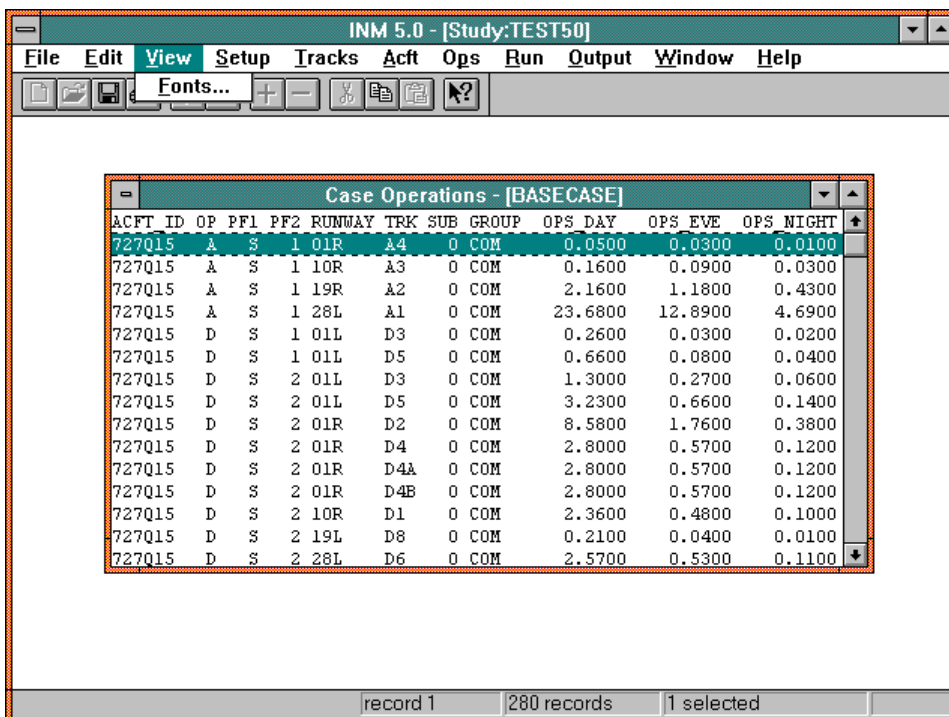 INM 5.0 - [Study:TEST50]
File Edit View Setup Tracks Acft Ops Run Output Window Help
Fonts...
Case Operations - [BASECASE]
ACFT_ID OP PF1 PF2 RUNWAY TRK SUB GROUP OPS_DAY OPS_EVE OPS_NIGHT
727Q15 A S 1 01R A4 0 COM 0.0500 0.0300 0.0100
727Q15 A S 1 10R A3 0 COM 0.1600 0.0900 0.0300
727Q15 A S 1 19R A2 0 COM 2.1600 1.1800 0.4300
727Q15 A S 1 28L A1 0 COM 23.6800 12.8900 4.6900
727Q15 D S 1 01L D3 0 COM 0.2600 0.0300 0.0200
727Q15 D S 1 01L D5 0 COM 0.6600 0.0800 0.0400
727Q15 D S 2 01L D3 0 COM 1.3000 0.2700 0.0600
727Q15 D S 2 01L D5 0 COM 3.2300 0.6600 0.1400
727Q15 D S 2 01R D2 0 COM 8.5800 1.7600 0.3800
727Q15 D S 2 01R D4 0 COM 2.8000 0.5700 0.1200
727Q15 D S 2 01R D4A 0 COM 2.8000 0.5700 0.1200
727Q15 D S 2 01R D4B 0 COM 2.8000 0.5700 0.1200
727Q15 D S 2 10R D1 0 COM 2.3600 0.4800 0.1000
727Q15 D S 2 19L D8 0 COM 0.2100 0.0400 0.0100
727Q15 D S 2 28L D6 0 COM 2.5700 0.5300 0.1100
record 1 280 records 1 selected